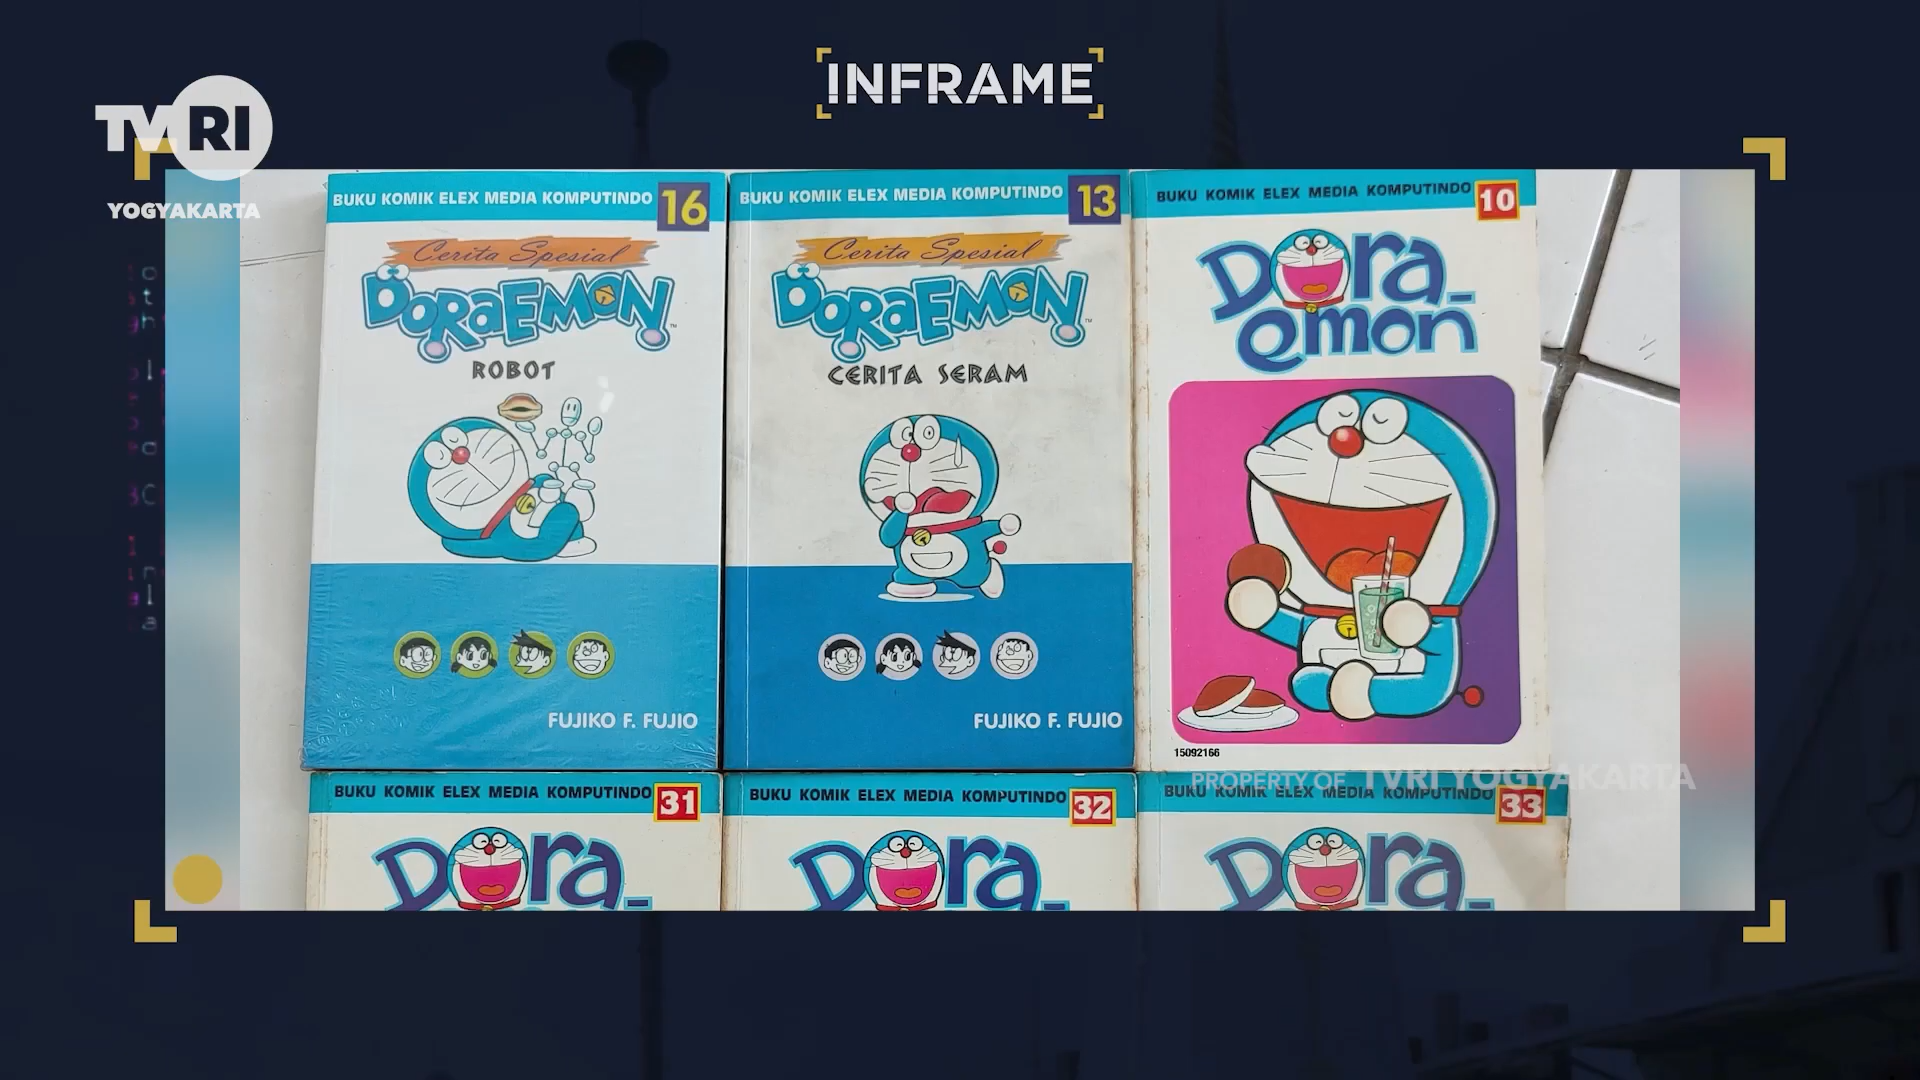 INFRAME
TVRI
YOGYAKARTA
BUKU KOMIK ELEX MEDIA KOMPUTINDO 16
Cerita Spesial
DORAEMON
ROBOT
FUJIKO F. FUJIO
BUKU KOMIK ELEX MEDIA KOMPUTINDO 13
Cerita Spesial
DORAEMON
CERITA SERAM
FUJIKO F. FUJIO
BUKU KOMIK ELEX MEDIA KOMPUTINDO 10
Dora-
emon
15092166
PROPERTY OF TVRI YOGYAKARTA
BUKU KOMIK ELEX MEDIA KOMPUTINDO 31
Dora-
BUKU KOMIK ELEX MEDIA KOMPUTINDO 32
Dora-
BUKU KOMIK ELEX MEDIA KOMPUTINDO 33
Dora-